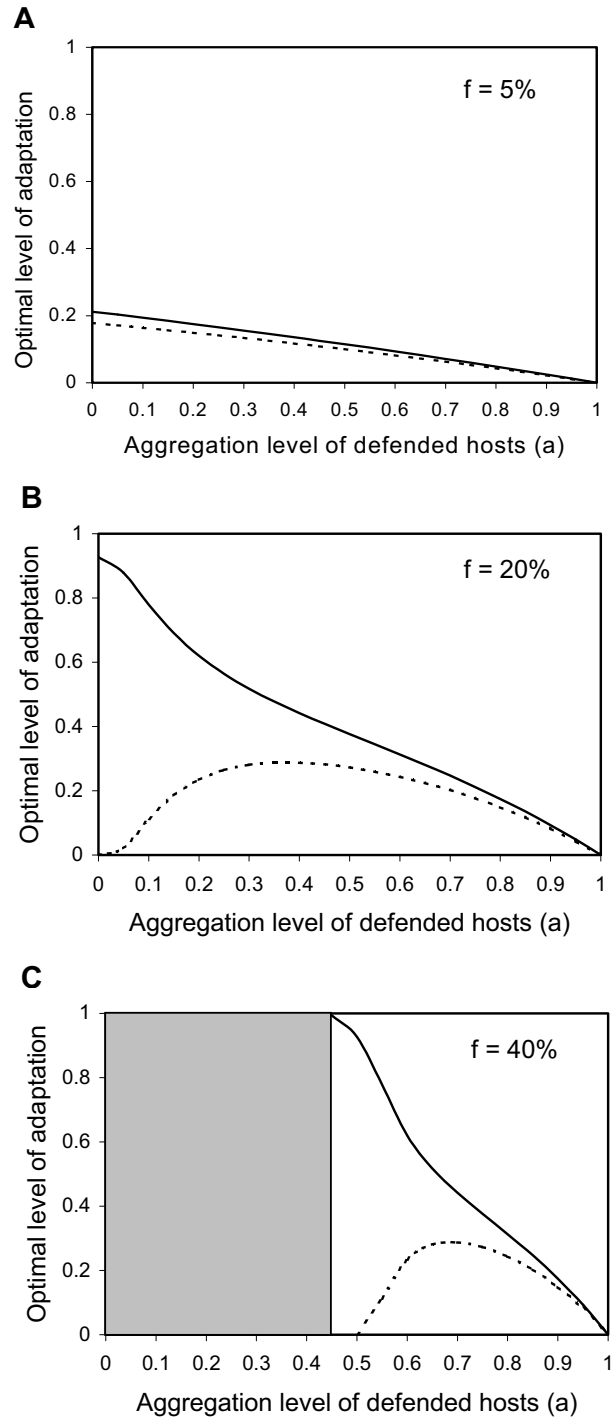 A
1
0.8
0.6
0.4
0.2
0
Optimal level of adaptation
f = 5%
0 0.1 0.2 0.3 0.4 0.5 0.6 0.7 0.8 0.9 1
Aggregation level of defended hosts (a)
B
1
0.8
0.6
0.4
0.2
0
Optimal level of adaptation
f = 20%
0 0.1 0.2 0.3 0.4 0.5 0.6 0.7 0.8 0.9 1
Aggregation level of defended hosts (a)
C
1
0.8
0.6
0.4
0.2
0
Optimal level of adaptation
f = 40%
0 0.1 0.2 0.3 0.4 0.5 0.6 0.7 0.8 0.9 1
Aggregation level of defended hosts (a)